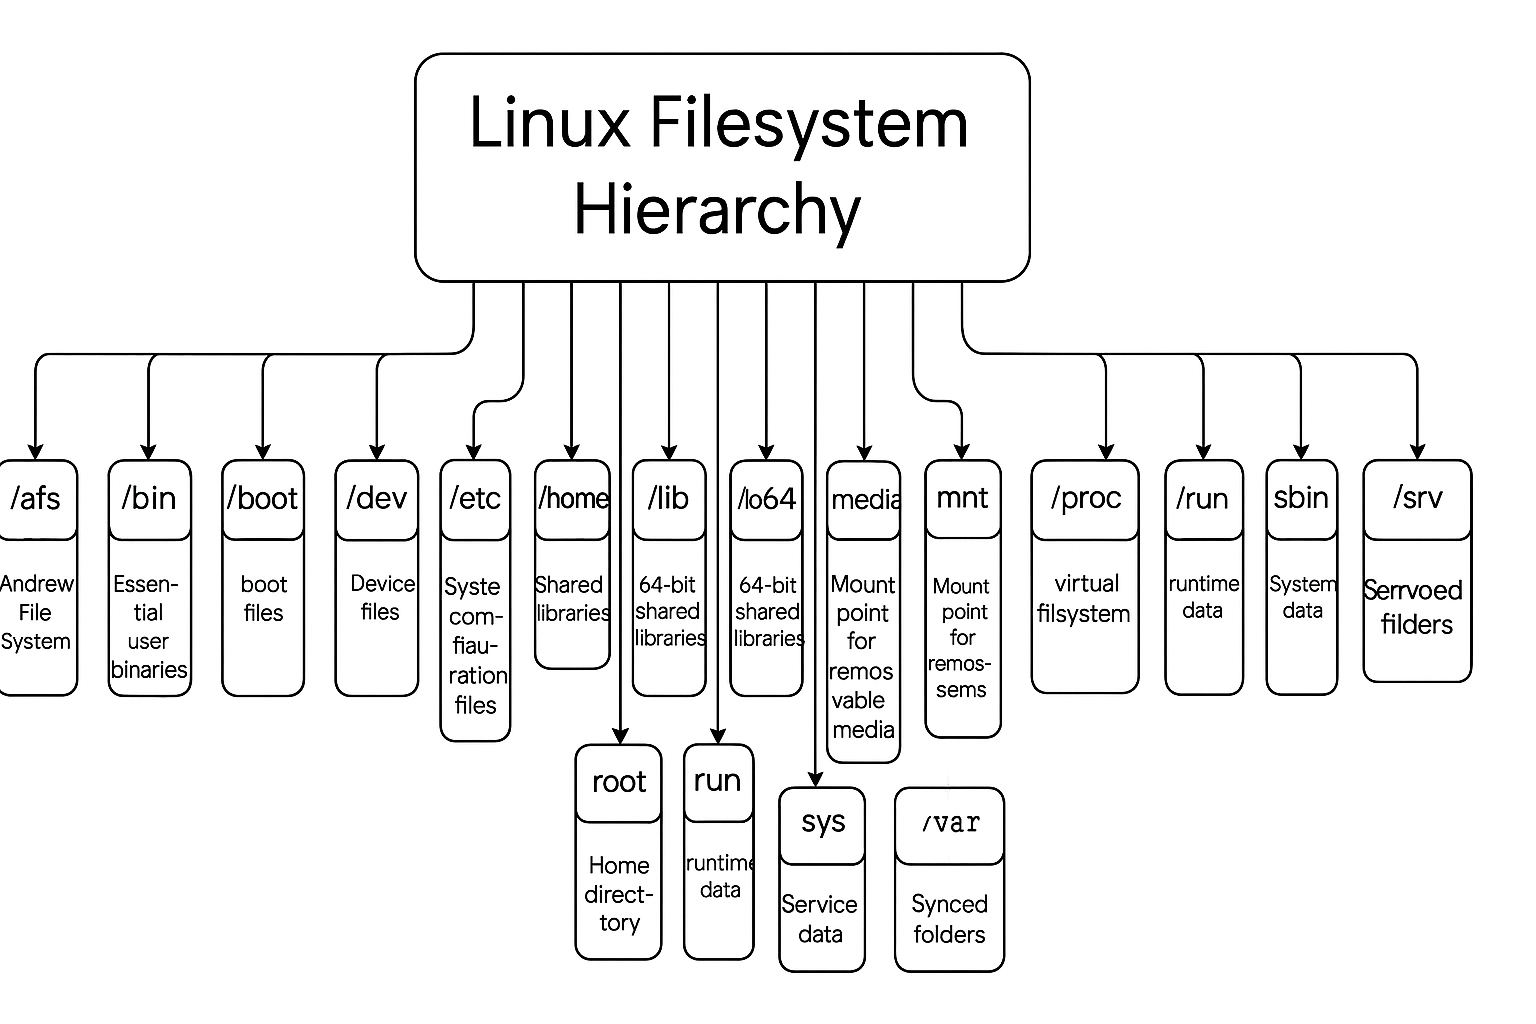 Linux Filesystem
Hierarchy
/afs
Andrew
File
System
/bin
Essen-
tial
user
binaries
/boot
boot
files
/dev
Device
files
/etc
Syste
com-
fiau-
ration
files
/home
Shared
libraries
/lib
64-bit
shared
libraries
/lo64
64-bit
shared
libraries
media
Mount
point
for
remos
vable
media
mnt
Mount
point
for
remos-
sems
/proc
virtual
filsystem
/run
runtime
data
sbin
System
data
/srv
Serrvoed
filders
root
Home
direct-
tory
run
runtime
data
sys
Service
data
/var
Synced
folders